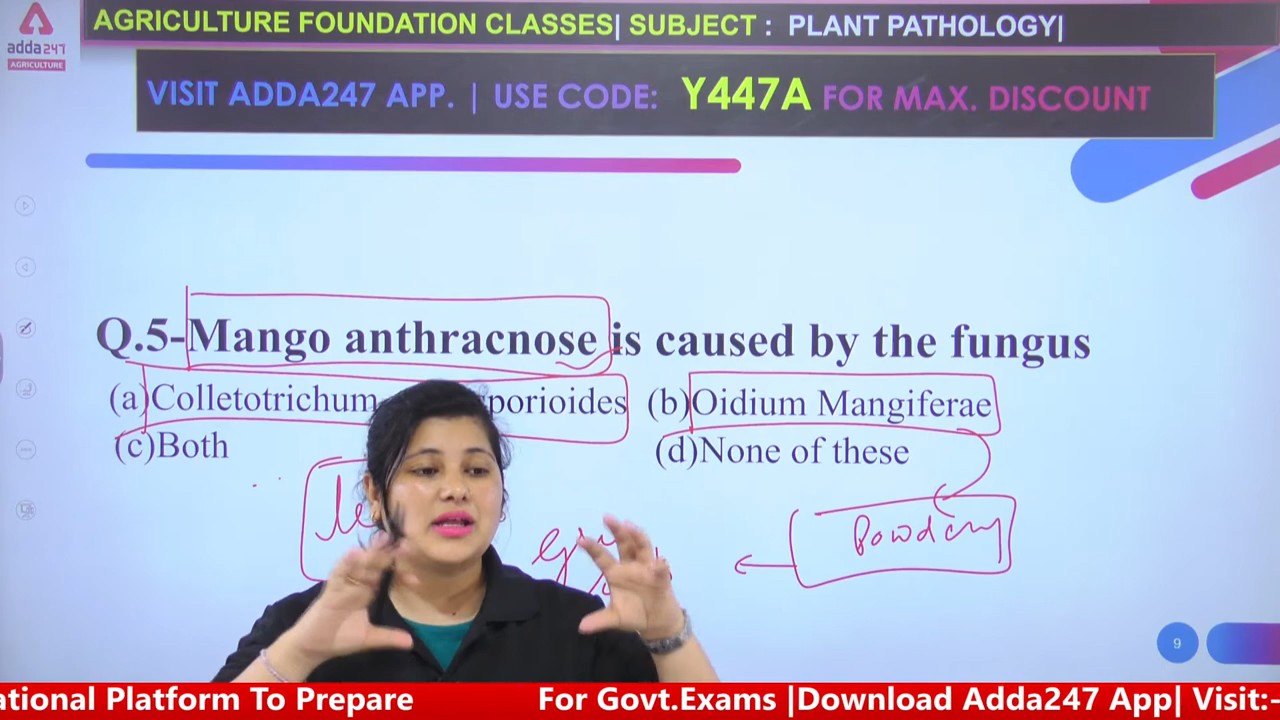 AGRICULTURE FOUNDATION CLASSES| SUBJECT : PLANT PATHOLOGY|
adda247
AGRICULTURE
VISIT ADDA247 APP. | USE CODE: Y447A FOR MAX. DISCOUNT
Q.5-Mango anthracnose is caused by the fungus
(a)Colletotrichum porioides (b)Oidium Mangiferae
(c)Both (d)None of these
Powdery
9
ational Platform To Prepare For Govt.Exams |Download Adda247 App| Visit:-